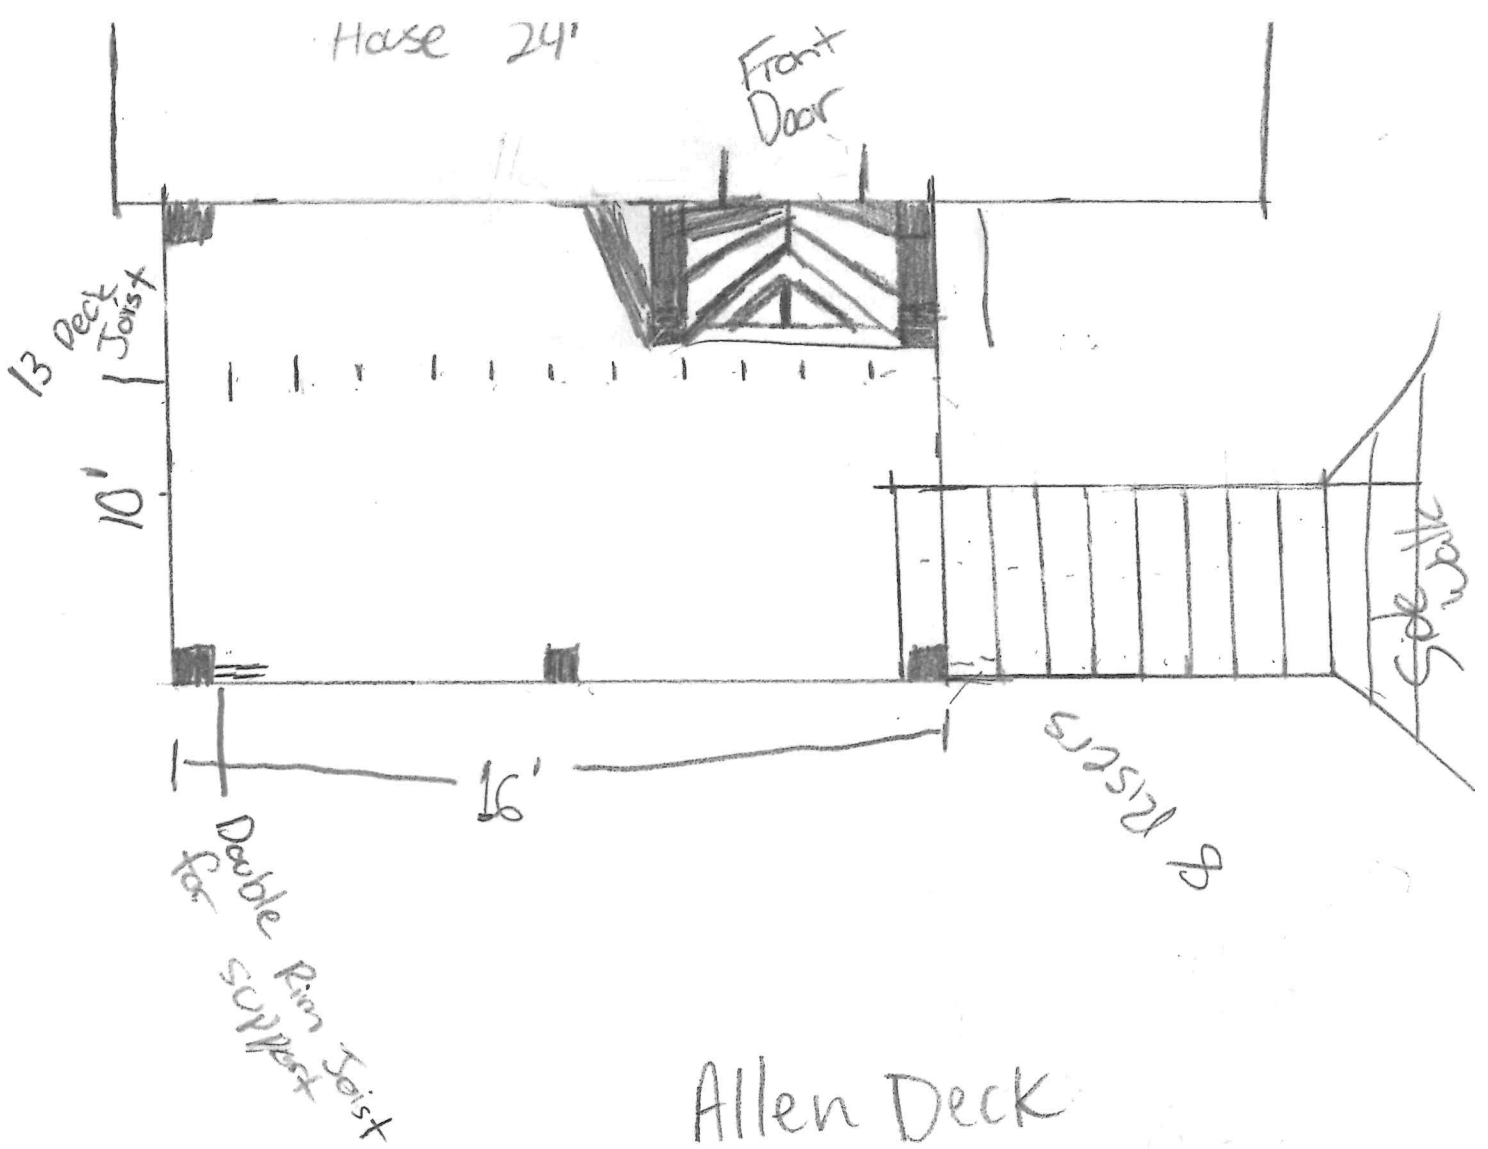 House 24'
Front
Door
13 Deck
Joist
10'
Side
Walk
16'
8 Risers
Double Rim Joist
for support
Allen Deck